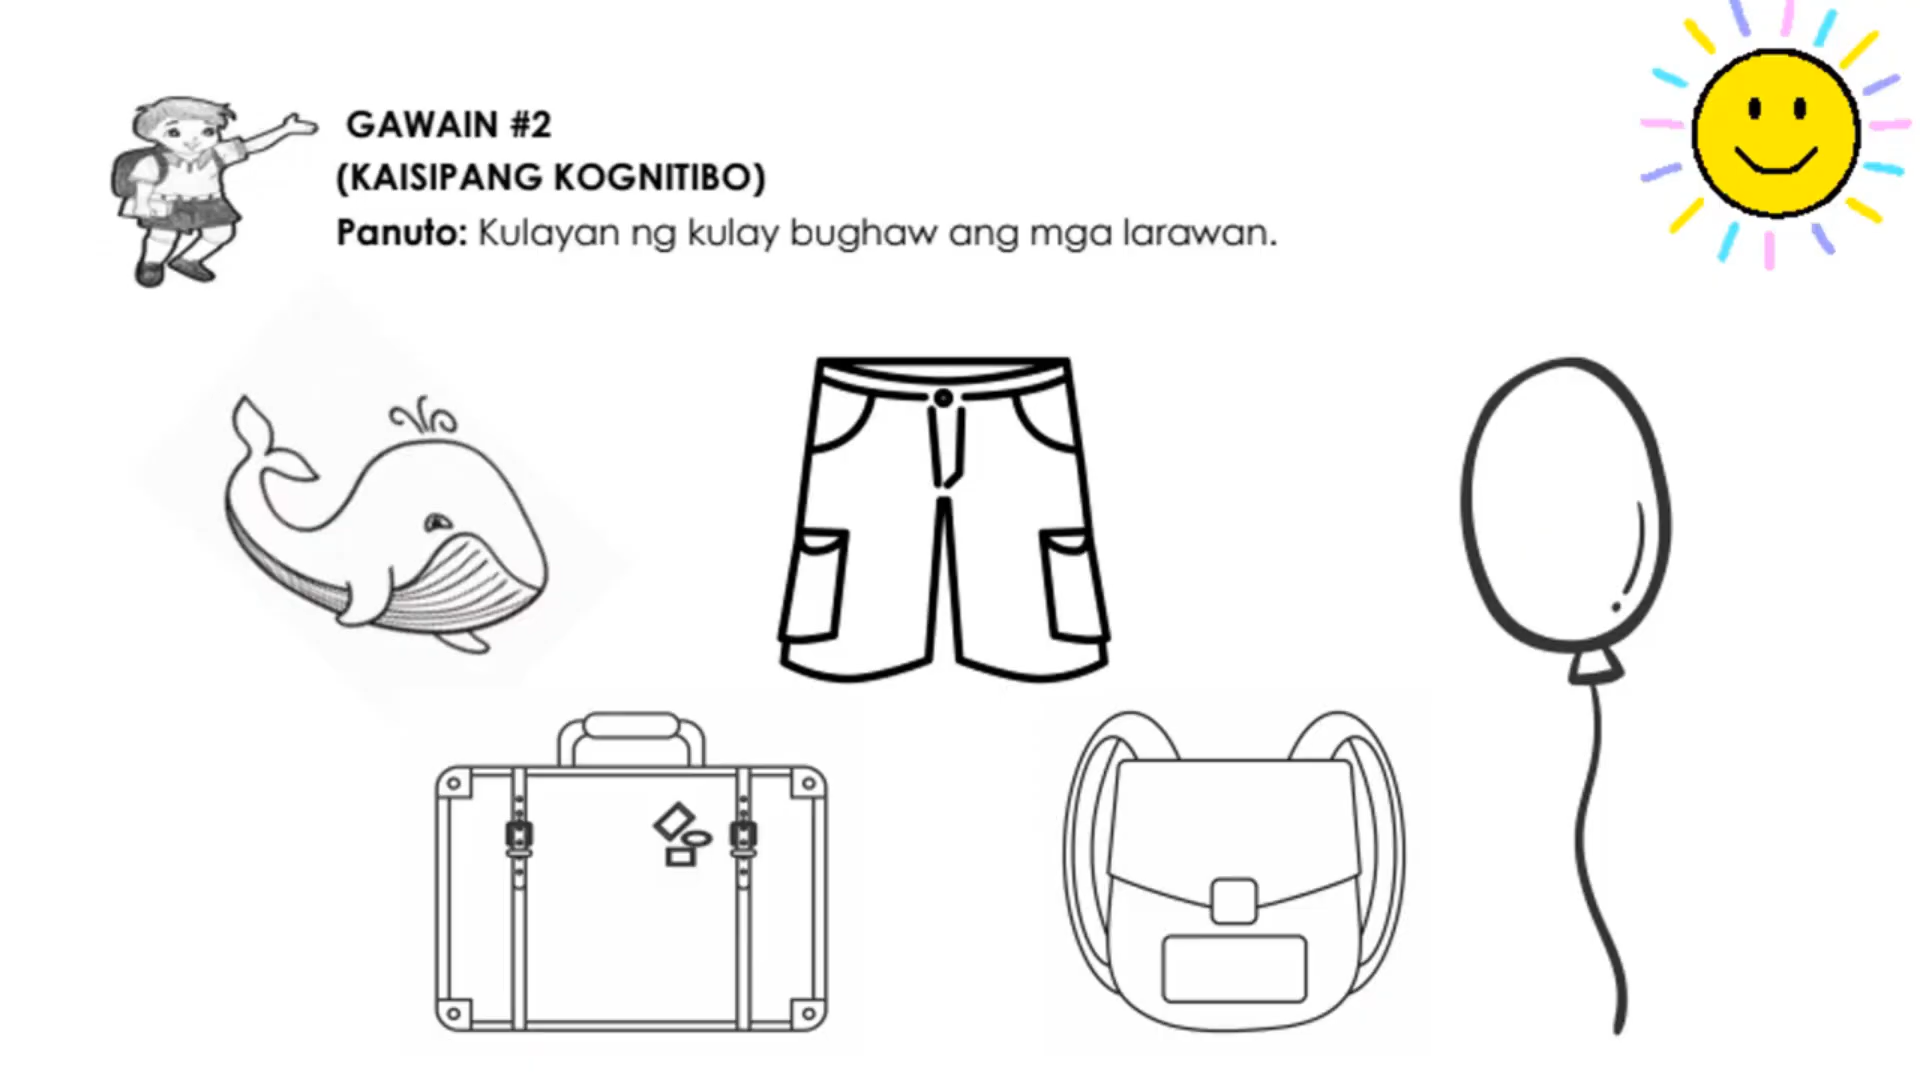 GAWAIN #2
(KAISIPANG KOGNITIBO)
Panuto: Kulayan ng kulay bughaw ang mga larawan.